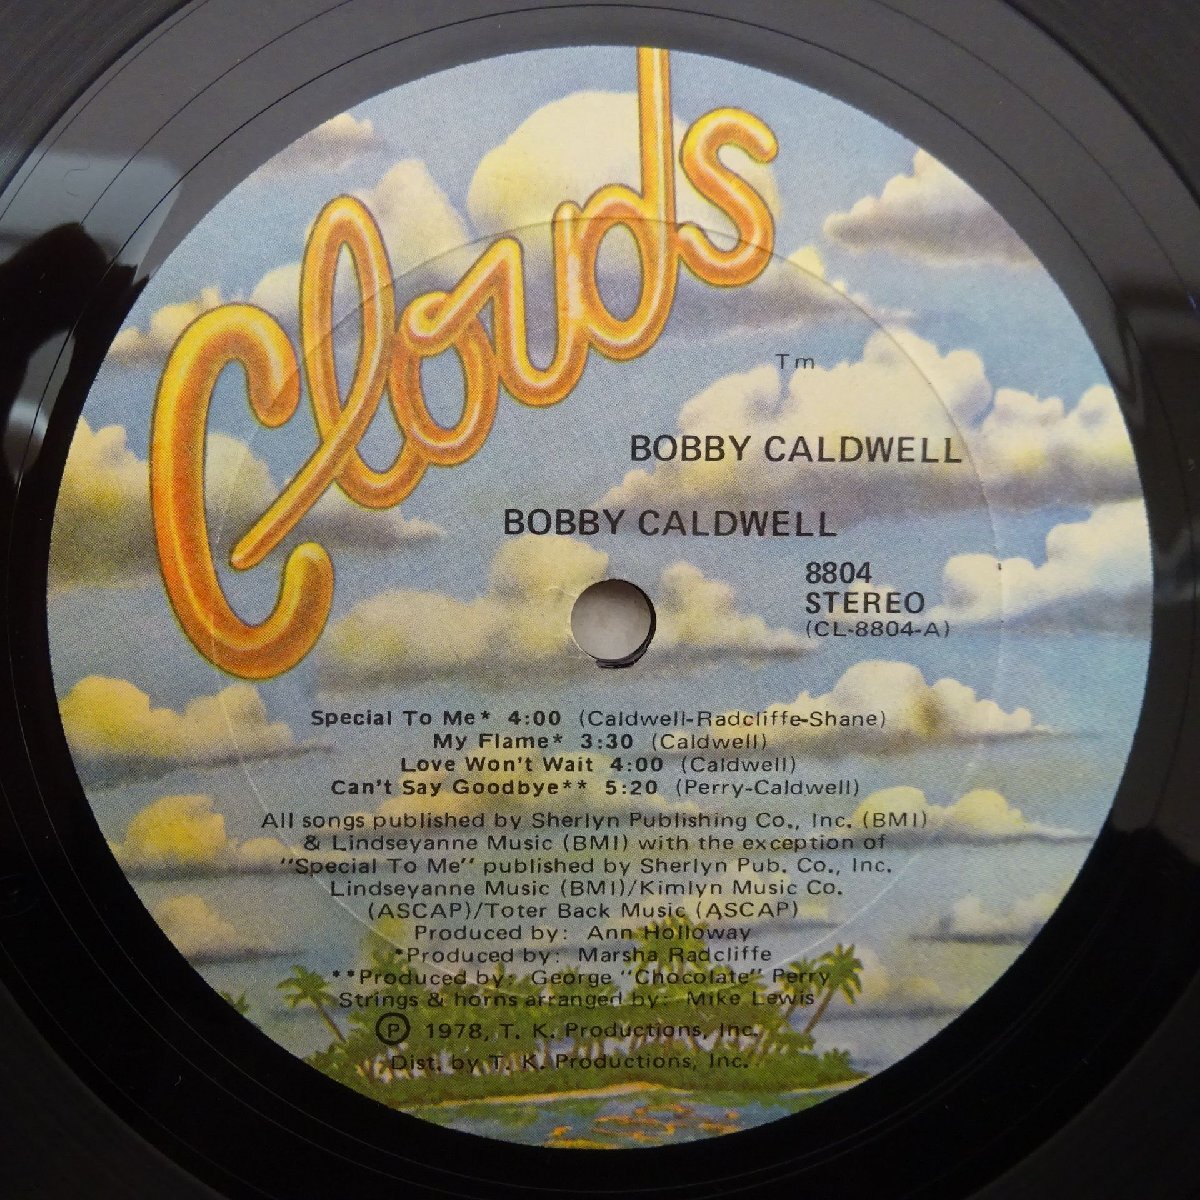 Clouds
Tm
BOBBY CALDWELL
BOBBY CALDWELL
8804
STEREO
(CL-8804-A)
Special To Me* 4:00 (Caldwell-Radcliffe-Shane)
My Flame* 3:30 (Caldwell)
Love Won't Wait 4:00 (Caldwell)
Can't Say Goodbye** 5:20 (Perry-Caldwell)
All songs published by Sherlyn Publishing Co., Inc. (BMI)
& Lindseyanne Music (BMI) with the exception of
"Special To Me" published by Sherlyn Pub. Co., Inc.
Lindseyanne Music (BMI)/Kimlyn Music Co.
(ASCAP)/Toter Back Music (ASCAP)
Produced by: Ann Holloway
*Produced by: Marsha Radcliffe
**Produced by: George "Chocolate" Perry
Strings & horns arranged by: Mike Lewis
Ⓟ 1978, T. K. Productions, Inc.
Dist. by T. K. Productions, Inc.